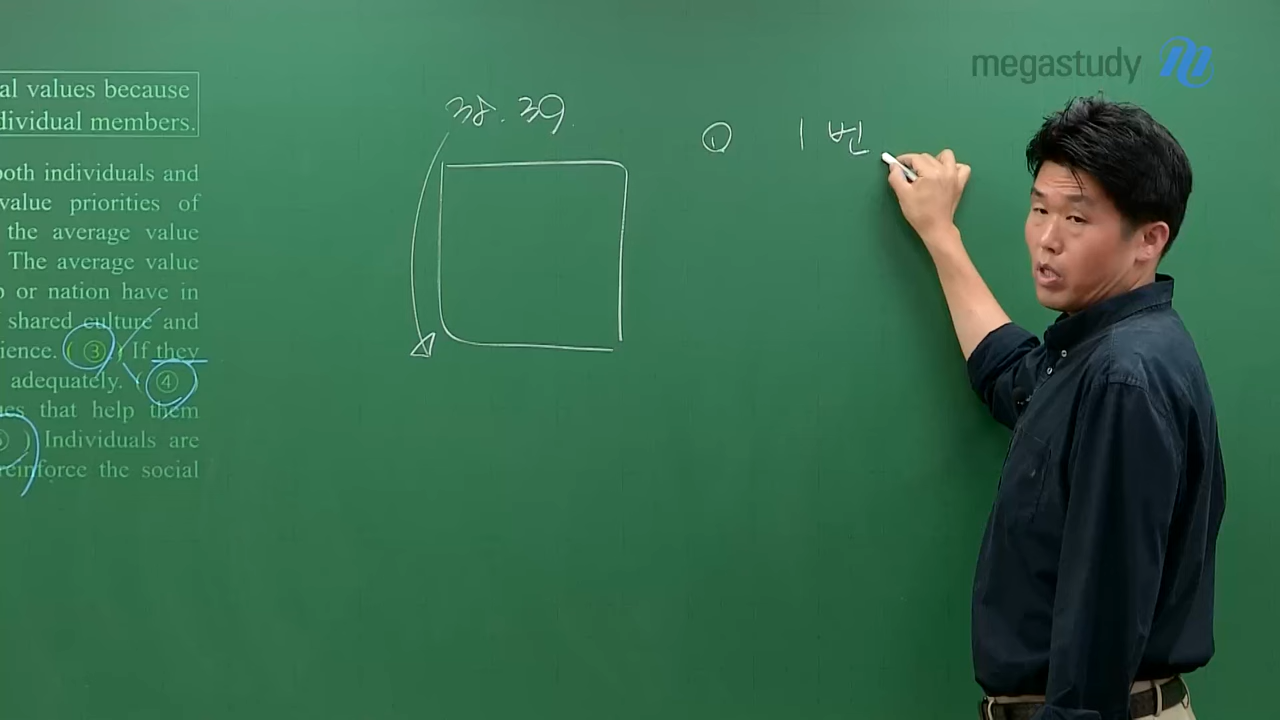 megastudy
al values because
dividual members.
both individuals and
value priorities of
the average value
The average value
or nation have in
shared culture and
ience. ( ③ ) If they
adequately. ( ④
es that help them
) Individuals are
reinforce the social
38. 39.
① 1번